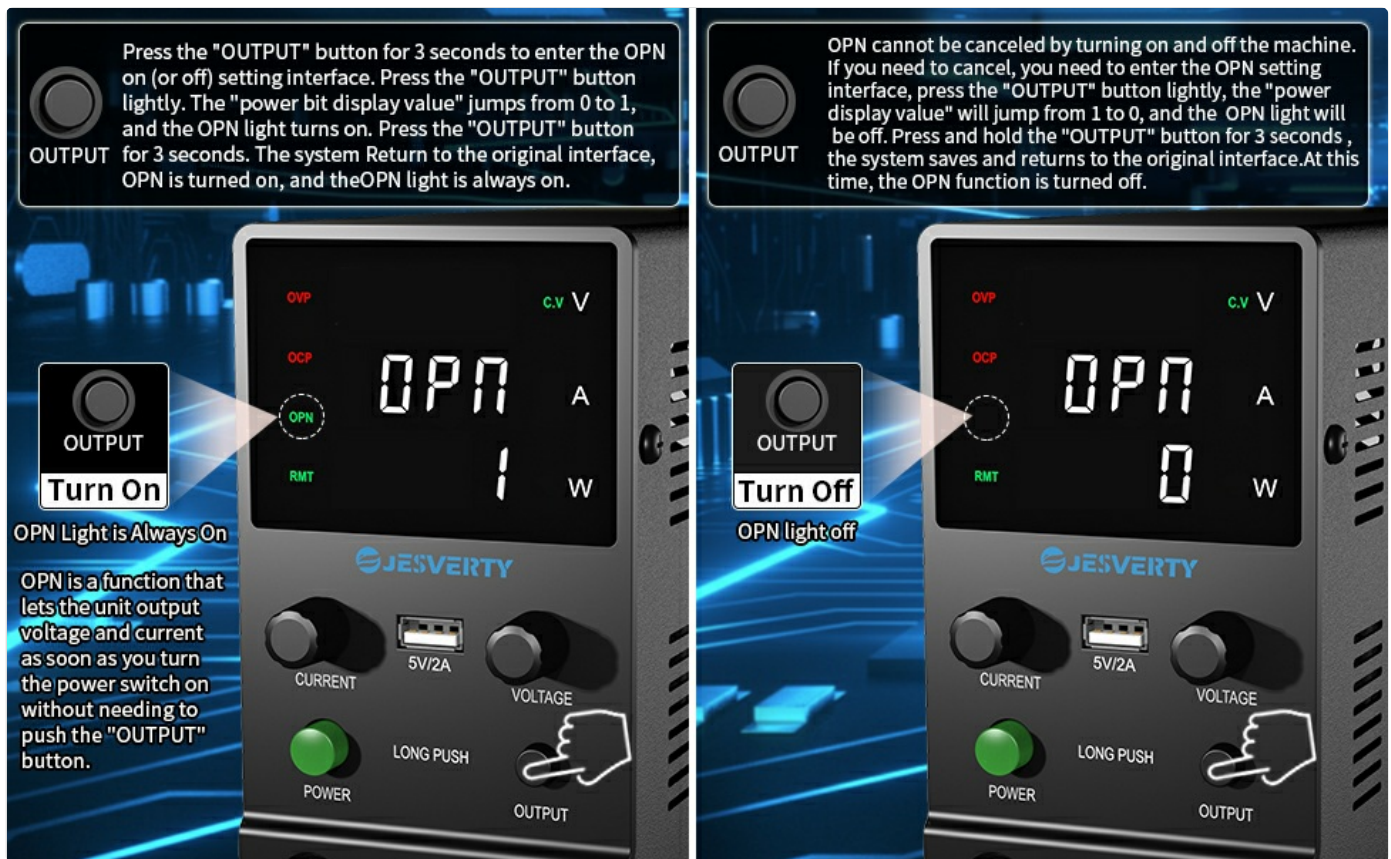 Press the "OUTPUT" button for 3 seconds to enter the OPN
on (or off) setting interface. Press the "OUTPUT" button
lightly. The "power bit display value" jumps from 0 to 1,
and the OPN light turns on. Press the "OUTPUT" button
for 3 seconds. The system Return to the original interface,
OPN is turned on, and theOPN light is always on.
OUTPUT
OVP
C.V V
OCP
OPN
A
OPN
RMT
1
W
OUTPUT
Turn On
OPN Light is Always On
OPN is a function that
lets the unit output
voltage and current
as soon as you turn
the power switch on
without needing to
push the "OUTPUT"
button.
JESVERTY
5V/2A
CURRENT
VOLTAGE
LONG PUSH
POWER
OUTPUT
OPN cannot be canceled by turning on and off the machine.
If you need to cancel, you need to enter the OPN setting
interface, press the "OUTPUT" button lightly, the "power
display value" will jump from 1 to 0, and the OPN light will
be off. Press and hold the "OUTPUT" button for 3 seconds ,
the system saves and returns to the original interface.At this
time, the OPN function is turned off.
OUTPUT
OVP
C.V V
OCP
OPN
A
RMT
0
W
OUTPUT
Turn Off
OPN light off
JESVERTY
5V/2A
CURRENT
VOLTAGE
LONG PUSH
POWER
OUTPUT